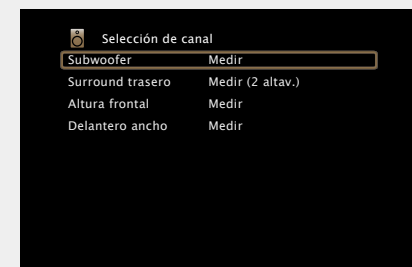 Selección de canal
Subwoofer Medir
Surround trasero Medir (2 altav.)
Altura frontal Medir
Delantero ancho Medir